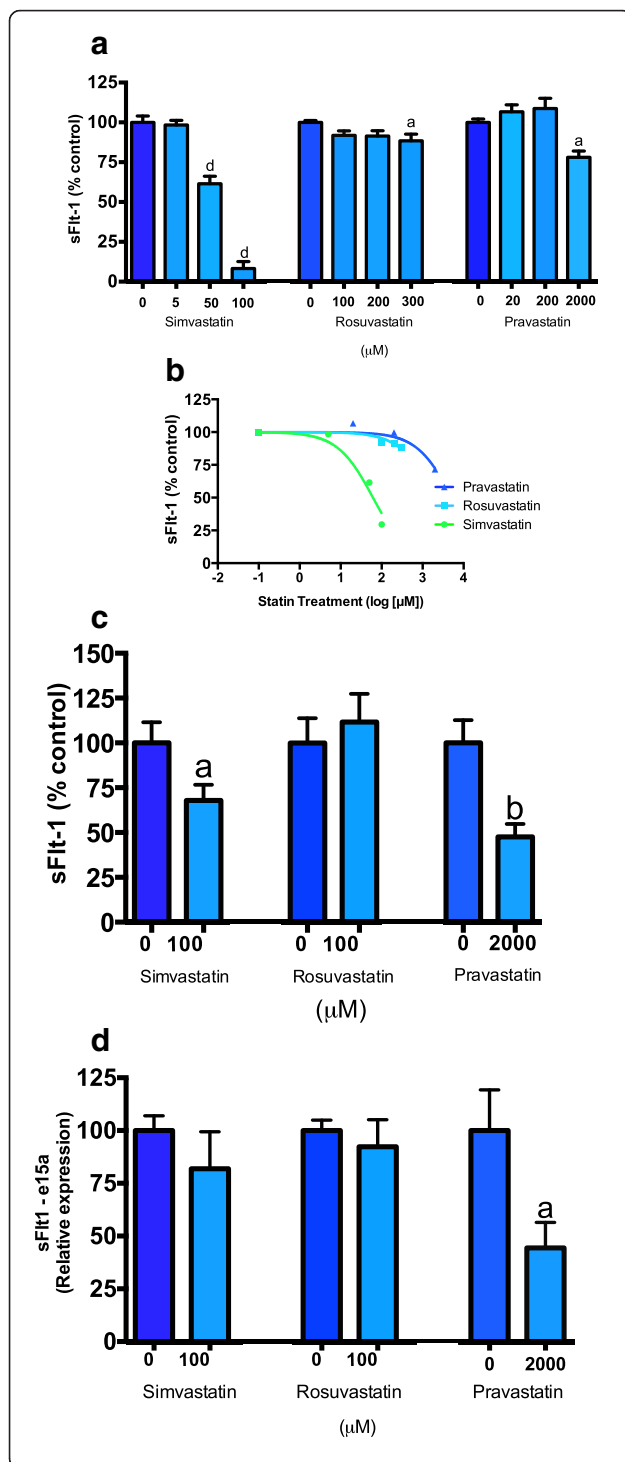 a
sFlt-1 (% control)
125
100
75
50
25
0
a
a
d
d
0 5 50 100 0 100 200 300 0 20 200 2000
Simvastatin Rosuvastatin Pravastatin
(μM)
b
sFlt-1 (% control)
125
100
75
50
25
0
Pravastatin
Rosuvastatin
Simvastatin
-2 -1 0 1 2 3 4
Statin Treatment (log [μM])
c
sFlt-1 (% control)
150
125
100
75
50
25
0
a
b
0 100 0 100 0 2000
Simvastatin Rosuvastatin Pravastatin
(μM)
d
sFlt1 - e15a
(Relative expression)
125
100
75
50
25
0
a
0 100 0 100 0 2000
Simvastatin Rosuvastatin Pravastatin
(μM)